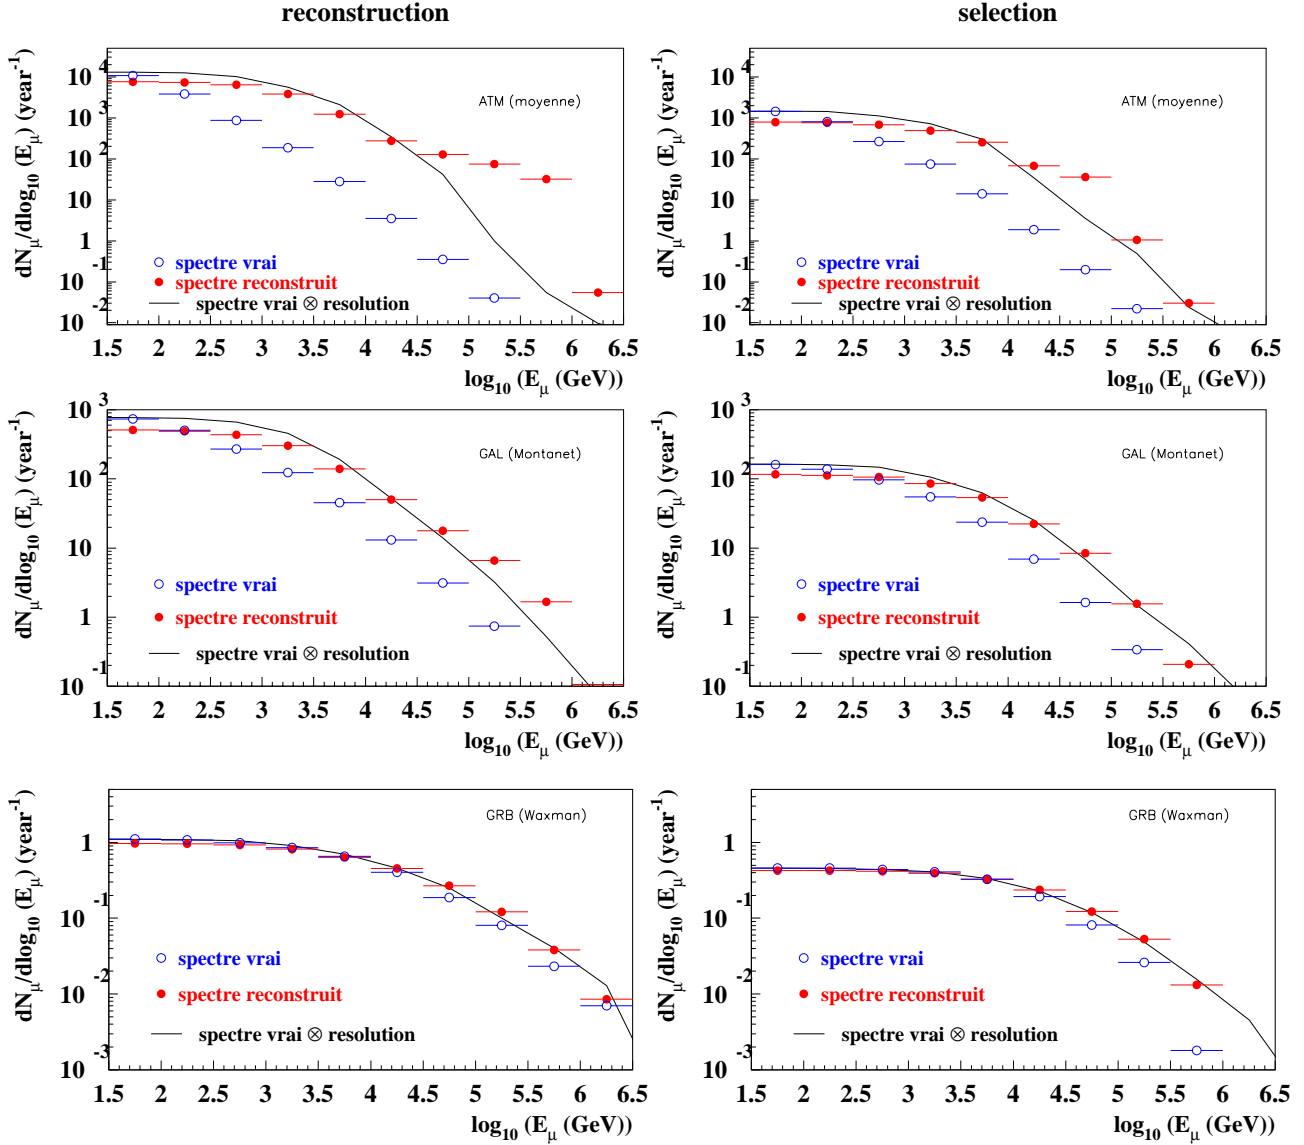 reconstruction
selection
dN_μ/dlog_10 (E_μ) (year^-1)
10^4
10^3
10^2
10
1
10^-1
10^-2
ATM (moyenne)
spectre vrai
spectre reconstruit
spectre vrai ⊗ resolution
1.5 2 2.5 3 3.5 4 4.5 5 5.5 6 6.5
log_10 (E_μ (GeV))
dN_μ/dlog_10 (E_μ) (year^-1)
10^4
10^3
10^2
10
1
10^-1
10^-2
ATM (moyenne)
spectre vrai
spectre reconstruit
spectre vrai ⊗ resolution
1.5 2 2.5 3 3.5 4 4.5 5 5.5 6 6.5
log_10 (E_μ (GeV))
dN_μ/dlog_10 (E_μ) (year^-1)
10^3
10^2
10
1
10^-1
GAL (Montanet)
spectre vrai
spectre reconstruit
spectre vrai ⊗ resolution
1.5 2 2.5 3 3.5 4 4.5 5 5.5 6 6.5
log_10 (E_μ (GeV))
dN_μ/dlog_10 (E_μ) (year^-1)
10^3
10^2
10
1
10^-1
GAL (Montanet)
spectre vrai
spectre reconstruit
spectre vrai ⊗ resolution
1.5 2 2.5 3 3.5 4 4.5 5 5.5 6 6.5
log_10 (E_μ (GeV))
dN_μ/dlog_10 (E_μ) (year^-1)
1
10^-1
10^-2
10^-3
GRB (Waxman)
spectre vrai
spectre reconstruit
spectre vrai ⊗ resolution
1.5 2 2.5 3 3.5 4 4.5 5 5.5 6 6.5
log_10 (E_μ (GeV))
dN_μ/dlog_10 (E_μ) (year^-1)
1
10^-1
10^-2
10^-3
GRB (Waxman)
spectre vrai
spectre reconstruit
spectre vrai ⊗ resolution
1.5 2 2.5 3 3.5 4 4.5 5 5.5 6 6.5
log_10 (E_μ (GeV))